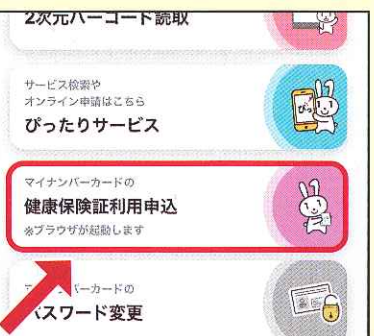 2次元バーコード読取
サービス検索や
オンライン申請はこちら
ぴったりサービス
マイナンバーカードの
健康保険証利用申込
※ブラウザが起動します
バーカードの
パスワード変更